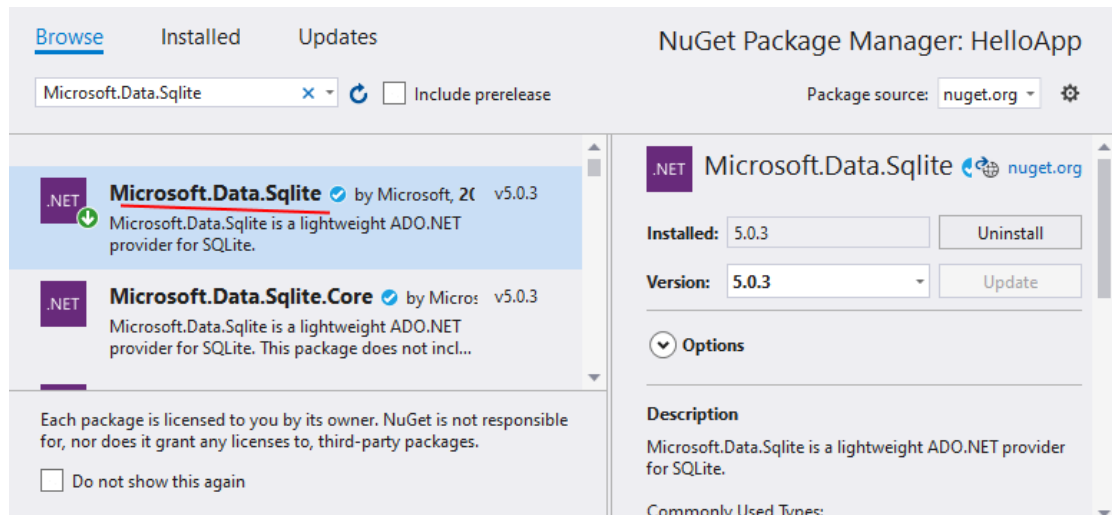 Browse Installed Updates
NuGet Package Manager: HelloApp
Microsoft.Data.Sqlite
Include prerelease
Package source: nuget.org
.NET
Microsoft.Data.Sqlite by Microsoft, v5.0.3
Microsoft.Data.Sqlite is a lightweight ADO.NET
provider for SQLite.
.NET
Microsoft.Data.Sqlite.Core by Micros v5.0.3
Microsoft.Data.Sqlite is a lightweight ADO.NET
provider for SQLite. This package does not incl...
Each package is licensed to you by its owner. NuGet is not responsible
for, nor does it grant any licenses to, third-party packages.
Do not show this again
.NET Microsoft.Data.Sqlite nuget.org
Installed: 5.0.3 Uninstall
Version: 5.0.3 Update
Options
Description
Microsoft.Data.Sqlite is a lightweight ADO.NET provider
for SQLite.
Commonly Used Types: